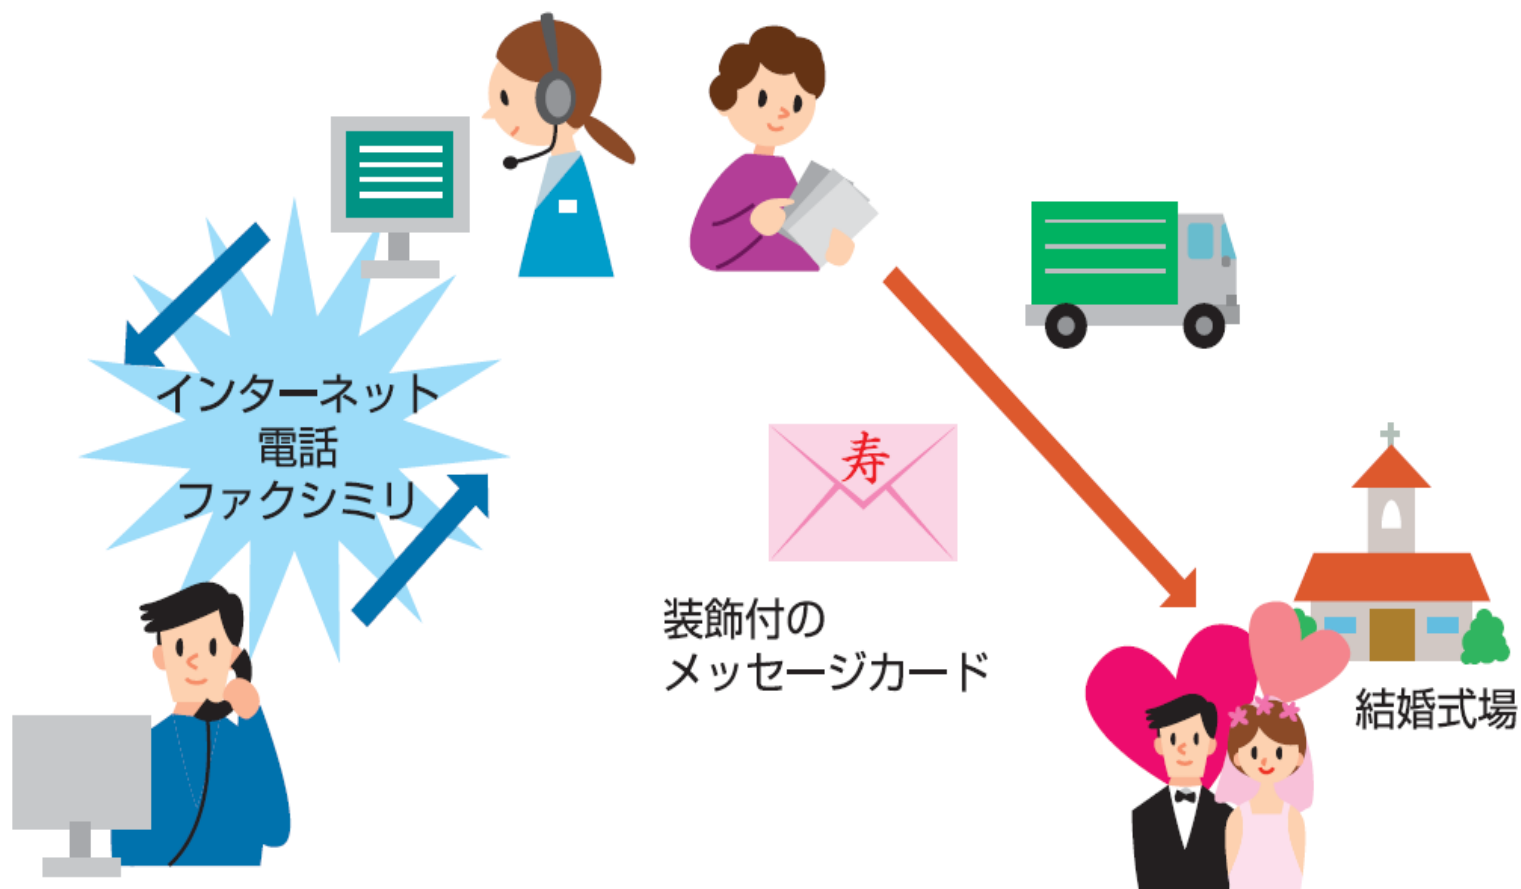 インターネット
電話
ファクシミリ
寿
装飾付の
メッセージカード
結婚式場